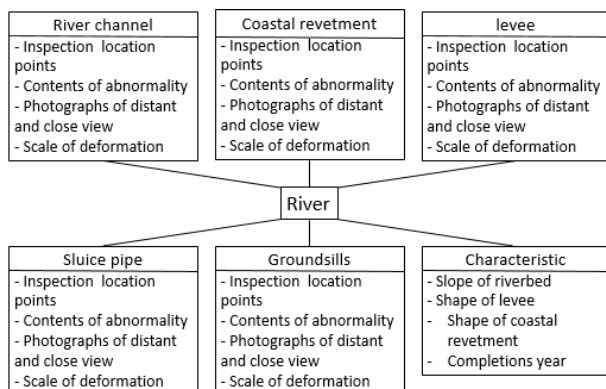 River channel
- Inspection location
points
- Contents of abnormality
- Photographs of distant
and close view
- Scale of deformation
Coastal revetment
- Inspection location
points
- Contents of abnormality
- Photographs of distant
and close view
- Scale of deformation
levee
- Inspection location
points
- Contents of abnormality
- Photographs of distant
and close view
- Scale of deformation
River
Sluice pipe
- Inspection location
points
- Contents of abnormality
- Photographs of distant
and close view
- Scale of deformation
Groundsills
- Inspection location
points
- Contents of abnormality
- Photographs of distant
and close view
- Scale of deformation
Characteristic
- Slope of riverbed
- Shape of levee
- Shape of coastal
revetment
- Completions year